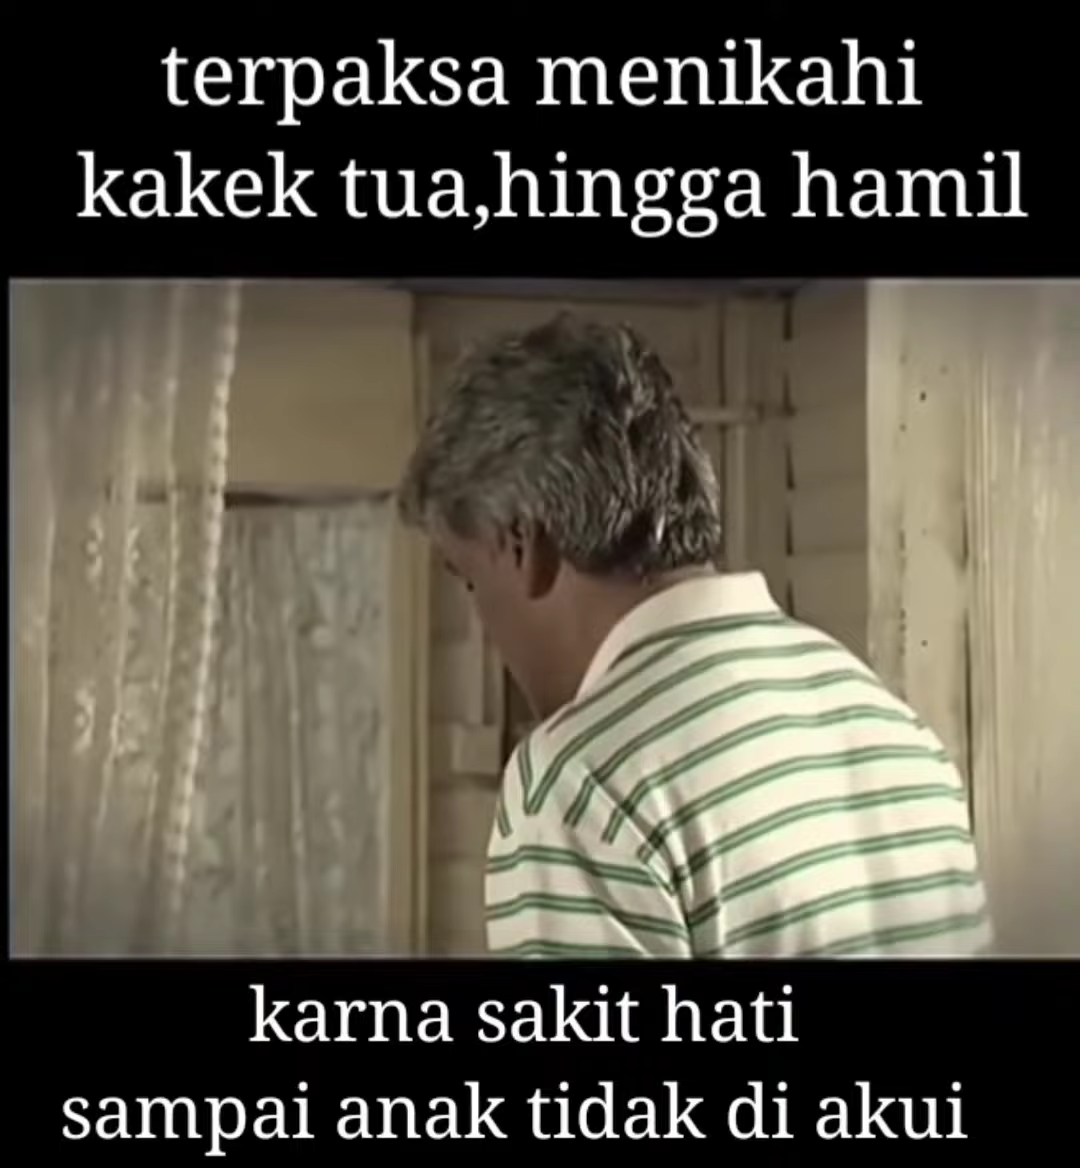 terpaksa menikahi
kakek tua,hingga hamil
karna sakit hati
sampai anak tidak di akui